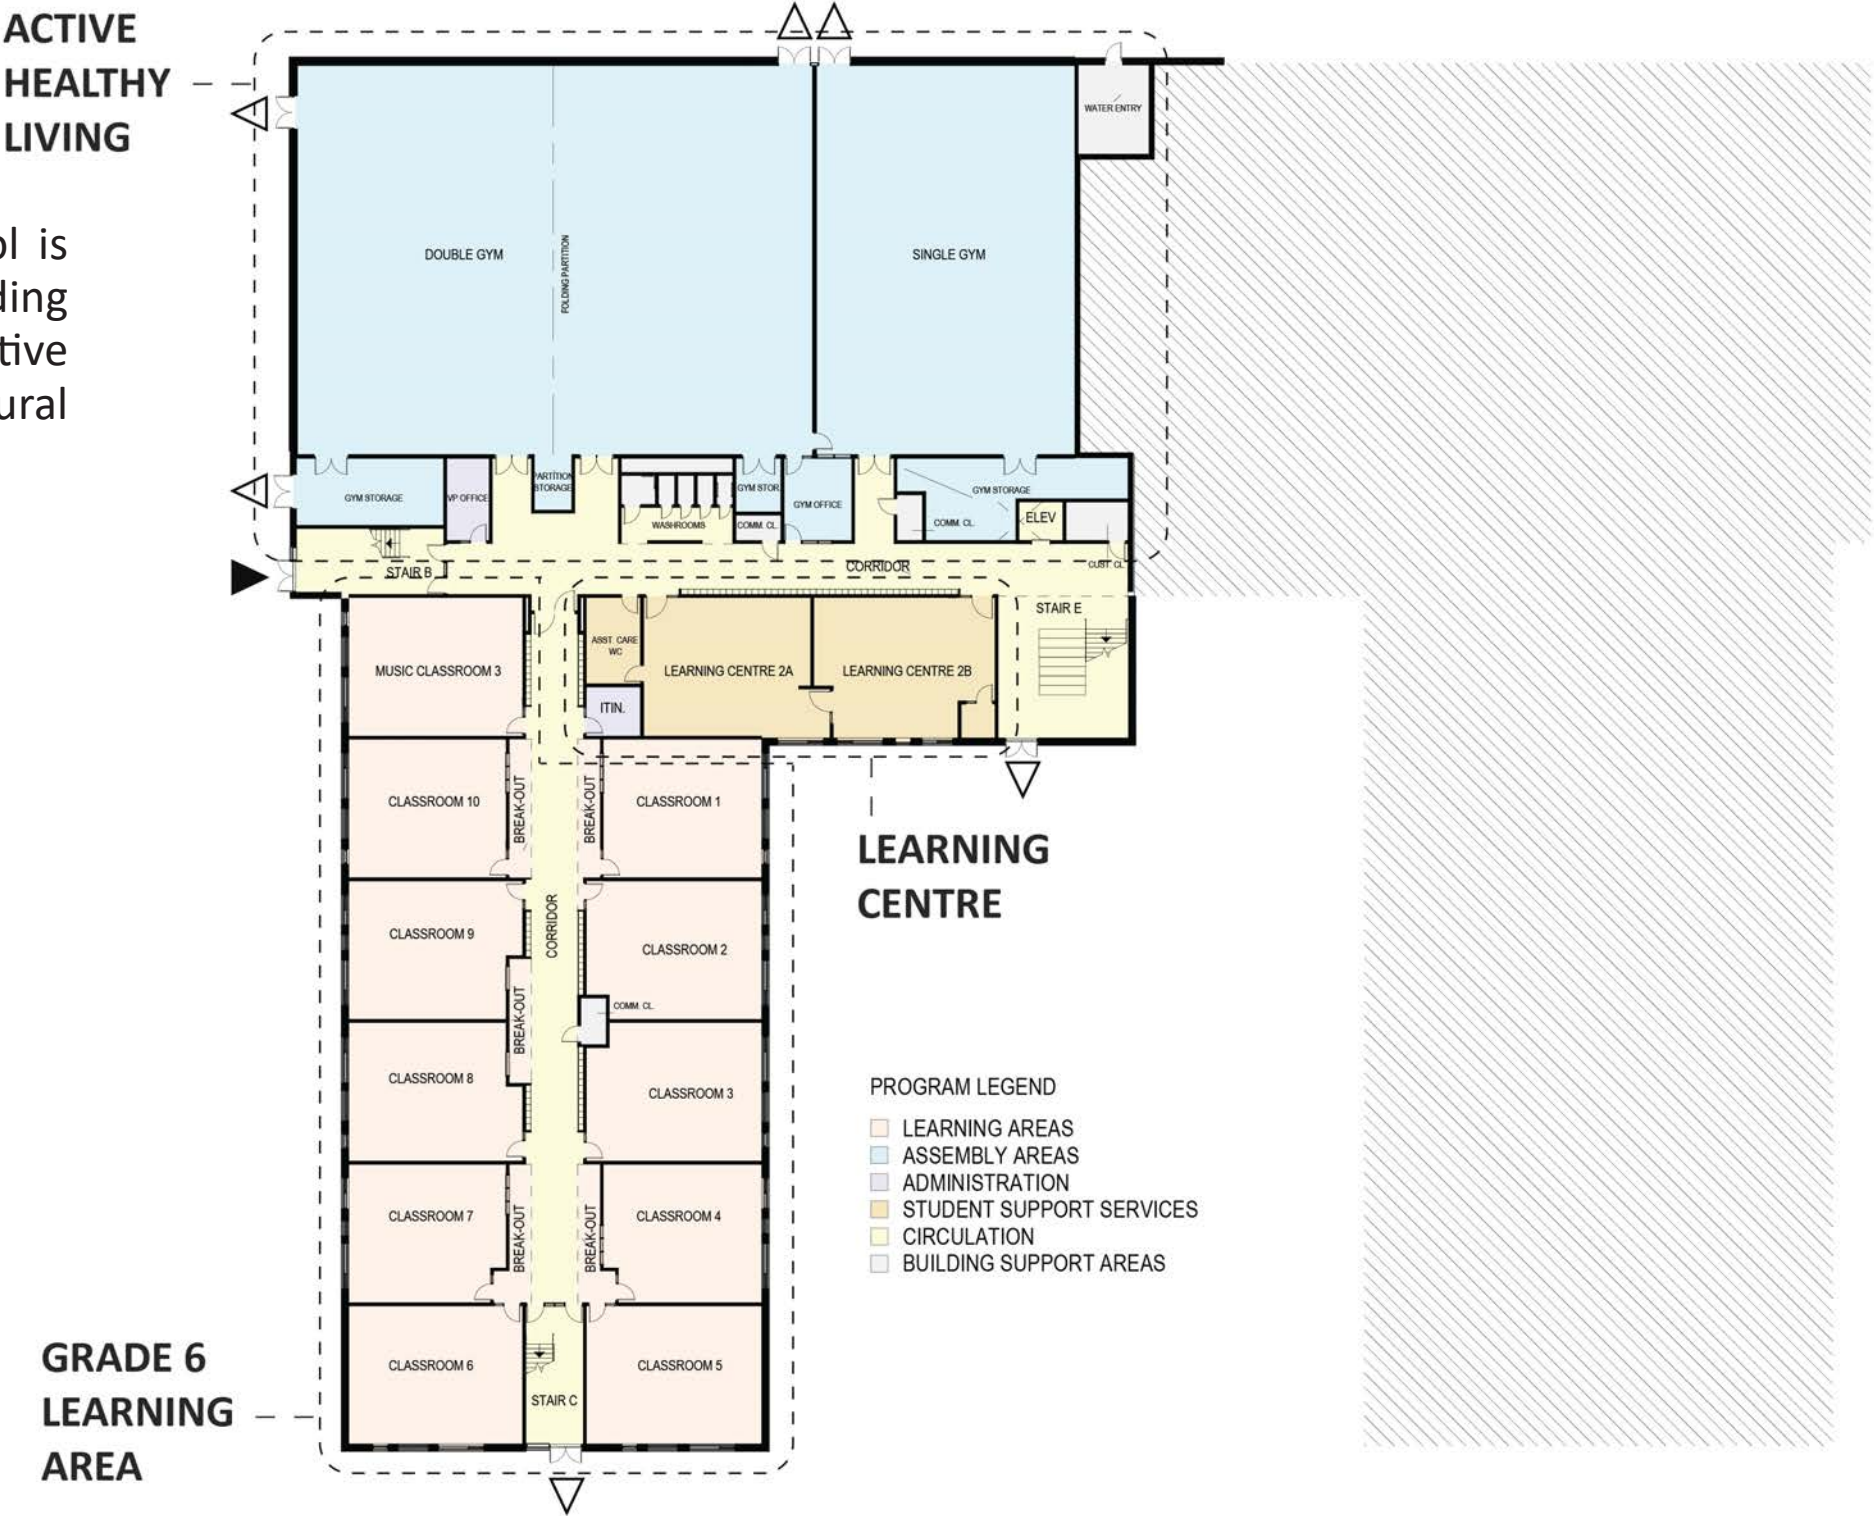 ACTIVE
HEALTHY
LIVING
ol is
ding
tive
ural
WATER ENTRY
DOUBLE GYM
FOLDING PARTITION
SINGLE GYM
GYM STORAGE
VP OFFICE
PARTITION
STORAGE
WASHROOMS
GYM STOR.
COMM. CL.
GYM OFFICE
GYM STORAGE
COMM. CL.
ELEV
CUST. CL.
STAIR B
CORRIDOR
STAIR E
MUSIC CLASSROOM 3
ASST. CARE
WC
ITIN.
LEARNING CENTRE 2A
LEARNING CENTRE 2B
CLASSROOM 10
BREAK-OUT
BREAK-OUT
CLASSROOM 1
LEARNING
CENTRE
CLASSROOM 9
CORRIDOR
CLASSROOM 2
BREAK-OUT
COMM. CL.
CLASSROOM 8
CLASSROOM 3
CLASSROOM 7
BREAK-OUT
BREAK-OUT
CLASSROOM 4
CLASSROOM 6
STAIR C
CLASSROOM 5
PROGRAM LEGEND
LEARNING AREAS
ASSEMBLY AREAS
ADMINISTRATION
STUDENT SUPPORT SERVICES
CIRCULATION
BUILDING SUPPORT AREAS
GRADE 6
LEARNING
AREA